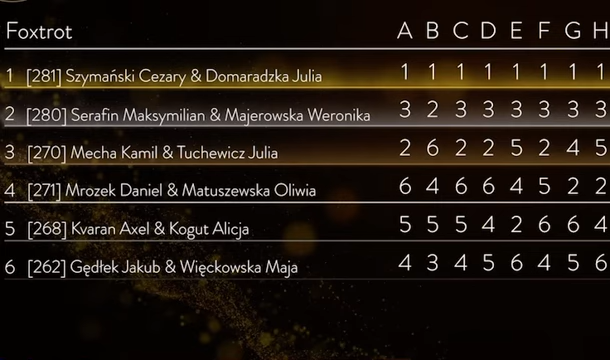 Foxtrot A B C D E F G H
1 [281] Szymański Cezary & Domaradzka Julia 1 1 1 1 1 1 1 1
2 [280] Serafin Maksymilian & Majerowska Weronika 3 2 3 3 3 3 3 3
3 [270] Mecha Kamil & Tuchewicz Julia 2 6 2 2 5 2 4 5
4 [271] Mrozek Daniel & Matuszewska Oliwia 6 4 6 6 4 5 2 2
5 [268] Kvaran Axel & Kogut Alicja 5 5 5 4 2 6 6 4
6 [262] Gędłek Jakub & Więckowska Maja 4 3 4 5 6 4 5 6